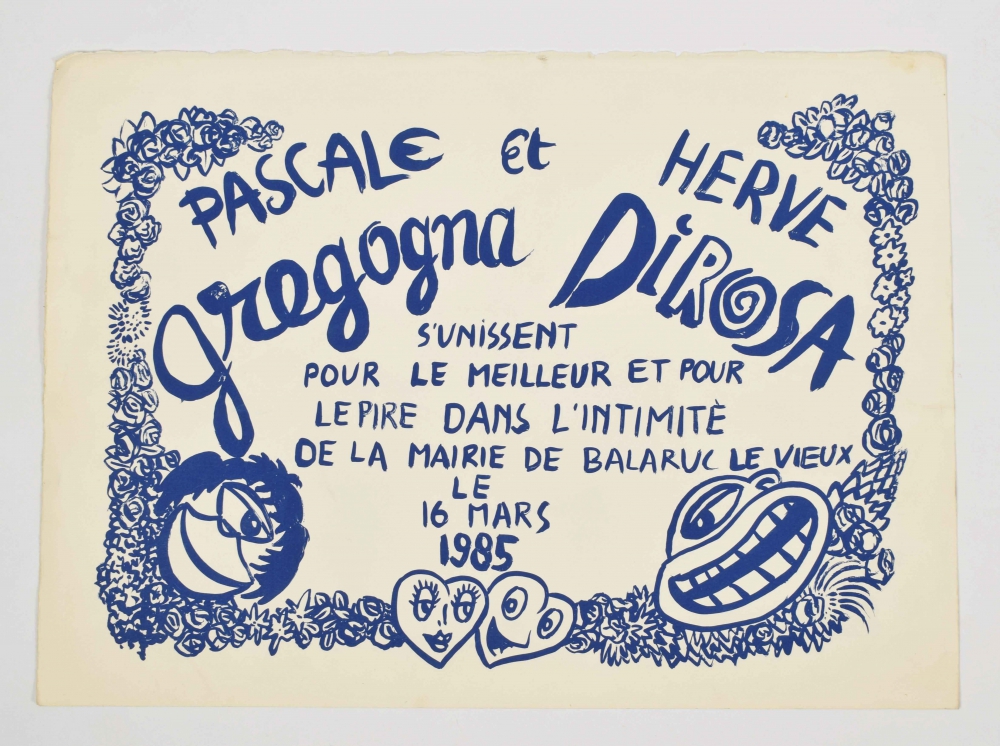 PASCALE et HERVE
Gregogna DiROSA
S'UNISSENT
POUR LE MEILLEUR ET POUR
LE PIRE DANS L'INTIMITÈ
DE LA MAIRIE DE BALARUC LE VIEUX
LE
16 MARS
1985